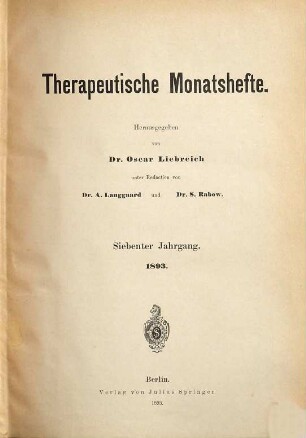 Therapeutische Monatshefte.
Herausgegeben
von
Dr. Oscar Liebreich
unter Redaction von
Dr. A. Langgaard und Dr. S. Rabow.
Siebenter Jahrgang.
1893.
Berlin.
Verlag von Julius Springer
1893.